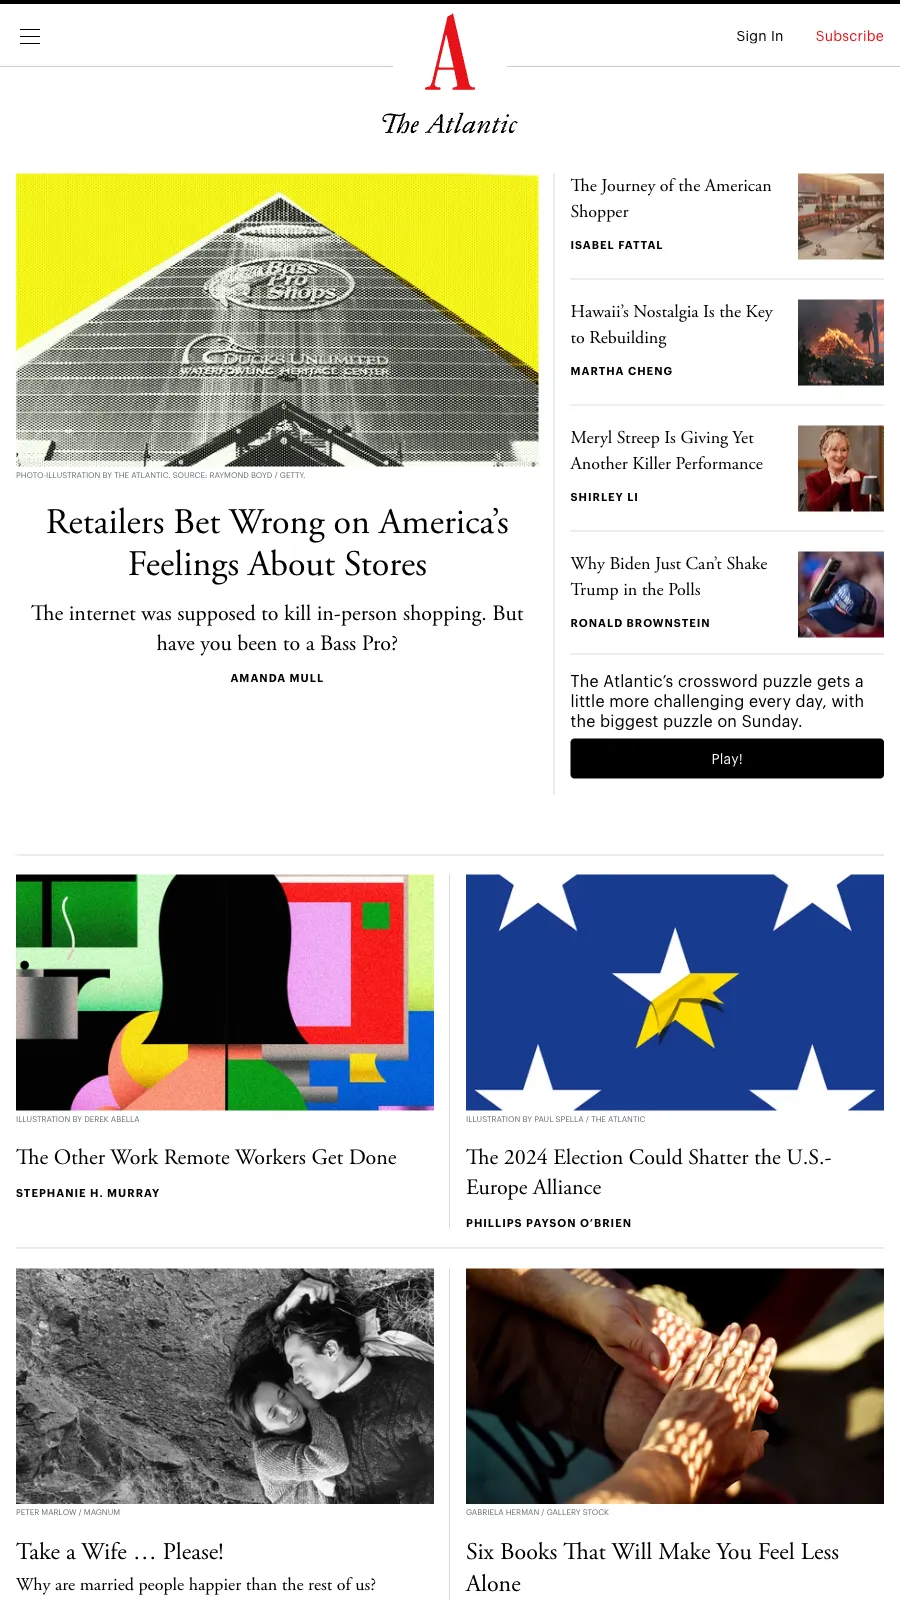 Sign In
Subscribe
A
The Atlantic
Bass
Pro
Shops
DUCKS UNLIMITED
WATERFOWLING HERITAGE CENTER
PHOTO-ILLUSTRATION BY THE ATLANTIC. SOURCE: RAYMOND BOYD / GETTY.
Retailers Bet Wrong on America’s
Feelings About Stores
The internet was supposed to kill in-person shopping. But
have you been to a Bass Pro?
AMANDA MULL
The Journey of the American
Shopper
ISABEL FATTAL
Hawaii’s Nostalgia Is the Key
to Rebuilding
MARTHA CHENG
Meryl Streep Is Giving Yet
Another Killer Performance
SHIRLEY LI
Why Biden Just Can’t Shake
Trump in the Polls
RONALD BROWNSTEIN
The Atlantic’s crossword puzzle gets a
little more challenging every day, with
the biggest puzzle on Sunday.
Play!
ILLUSTRATION BY DEREK ABELLA
The Other Work Remote Workers Get Done
STEPHANIE H. MURRAY
ILLUSTRATION BY PAUL SPELLA / THE ATLANTIC
The 2024 Election Could Shatter the U.S.-
Europe Alliance
PHILLIPS PAYSON O’BRIEN
PETER MARLOW / MAGNUM
Take a Wife … Please!
Why are married people happier than the rest of us?
GABRIELA HERMAN / GALLERY STOCK
Six Books That Will Make You Feel Less
Alone